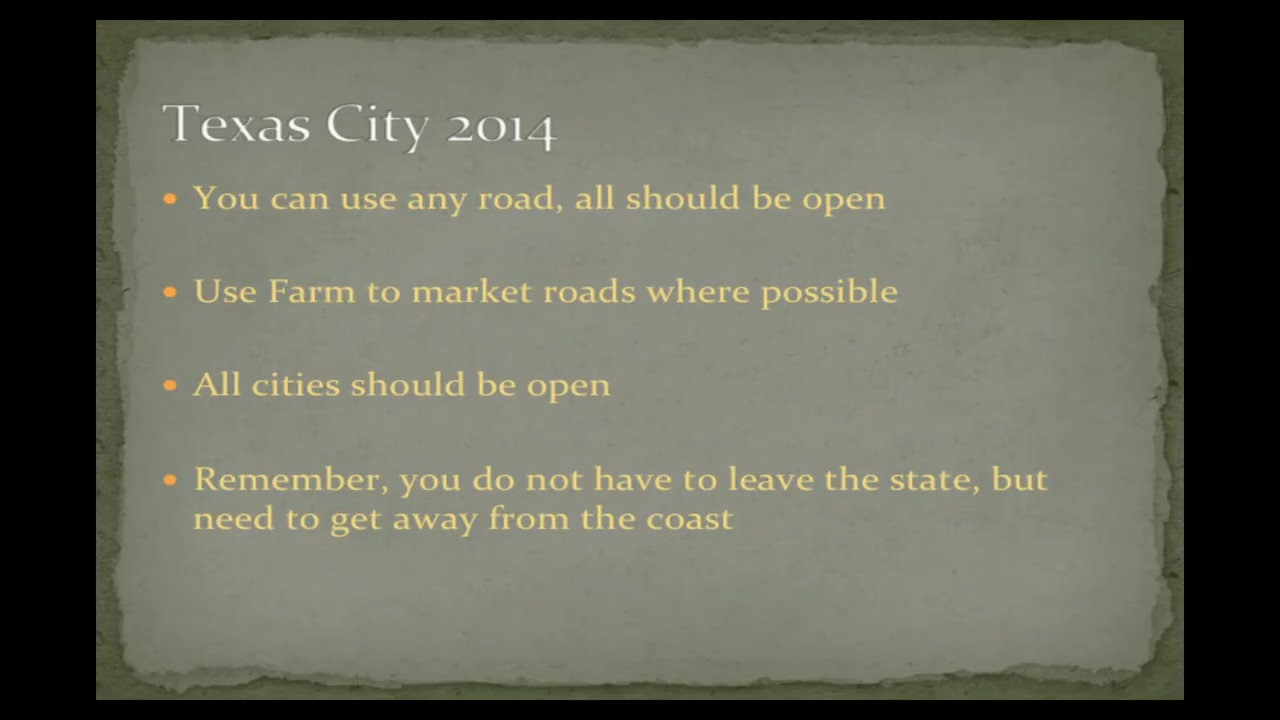 Texas City 2014
• You can use any road, all should be open
• Use Farm to market roads where possible
• All cities should be open
• Remember, you do not have to leave the state, but
need to get away from the coast